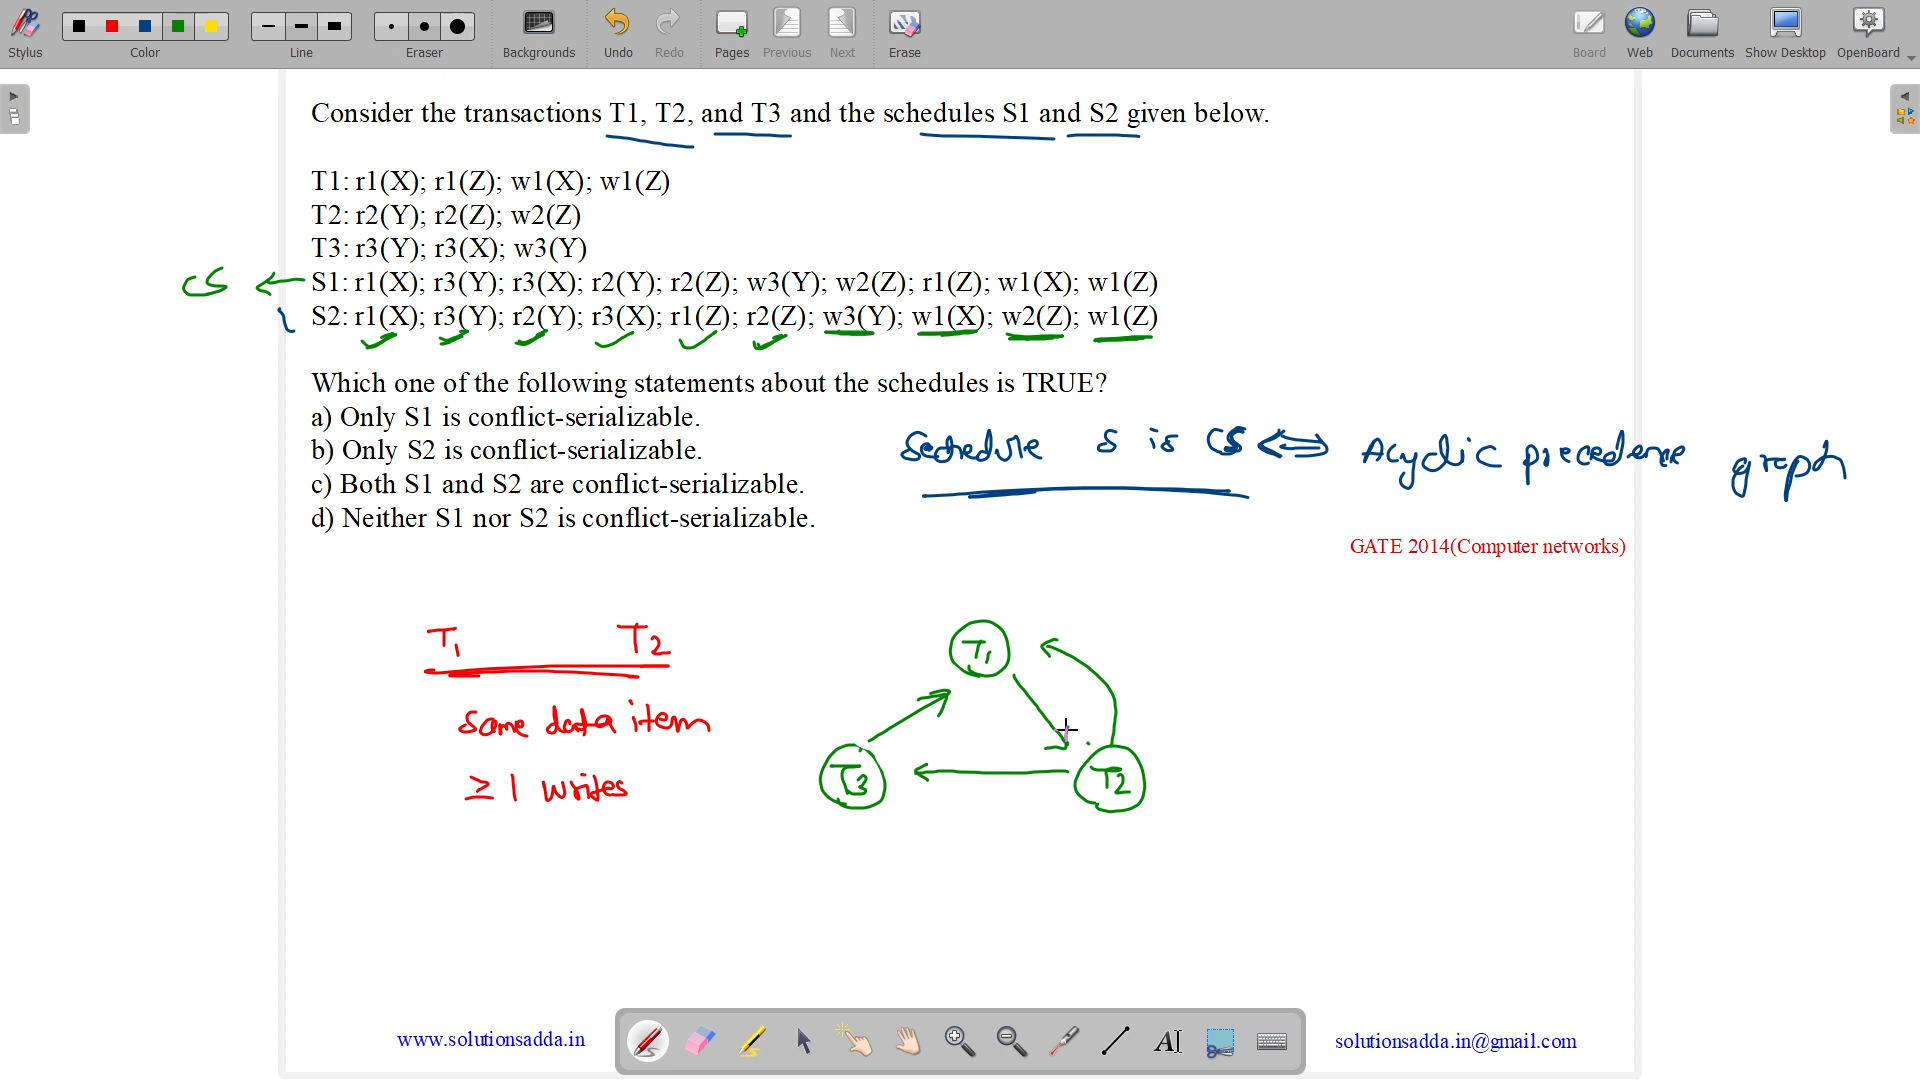 Stylus Color Line Eraser Backgrounds Undo Redo Pages Previous Next Erase Board Web Documents Show Desktop OpenBoard
Consider the transactions T1, T2, and T3 and the schedules S1 and S2 given below.
T1: r1(X); r1(Z); w1(X); w1(Z)
T2: r2(Y); r2(Z); w2(Z)
T3: r3(Y); r3(X); w3(Y)
CS ← S1: r1(X); r3(Y); r3(X); r2(Y); r2(Z); w3(Y); w2(Z); r1(Z); w1(X); w1(Z)
S2: r1(X); r3(Y); r2(Y); r3(X); r1(Z); r2(Z); w3(Y); w1(X); w2(Z); w1(Z)
Which one of the following statements about the schedules is TRUE?
a) Only S1 is conflict-serializable.
b) Only S2 is conflict-serializable.
c) Both S1 and S2 are conflict-serializable.
d) Neither S1 nor S2 is conflict-serializable.
Sechedule S is CS ⟺ Acyclic precedence graph
GATE 2014(Computer networks)
T1 T2
Same data item
≥ 1 writes
T1
T3 T2
www.solutionsadda.in
solutionsadda.in@gmail.com